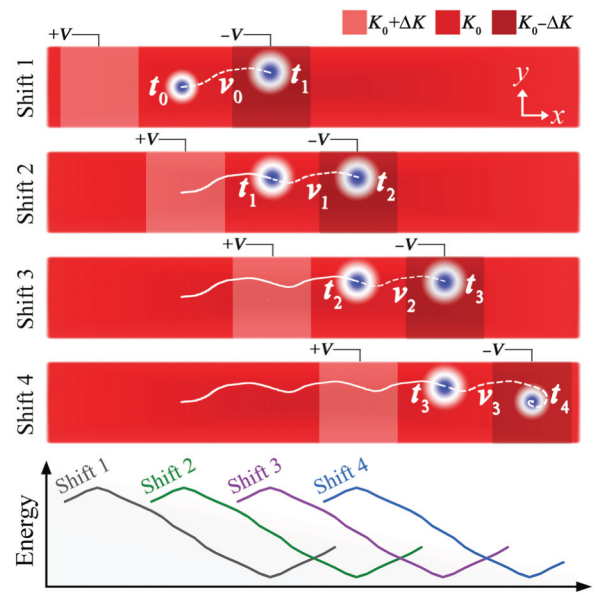 K₀+ΔK K₀ K₀−ΔK
+V −V
Shift 1 t₀ v₀ t₁ y x
+V −V
Shift 2 t₁ v₁ t₂
+V −V
Shift 3 t₂ v₂ t₃
+V −V
Shift 4 t₃ v₃ t₄
Shift 1 Shift 2 Shift 3 Shift 4
Energy